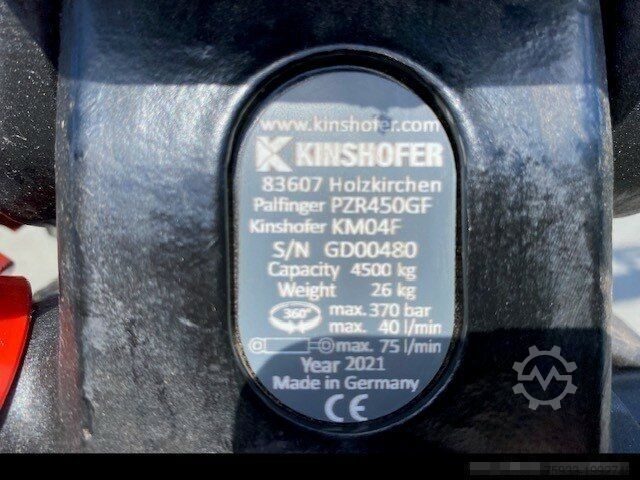 www.kinshofer.com
KINSHOFER
83607 Holzkirchen
Palfinger PZR450GF
Kinshofer KM04F
S/N GD00480
Capacity 4500 kg
Weight 26 kg
360° max. 370 bar
max. 40 l/min
max. 75 l/min
Year 2021
Made in Germany
CE